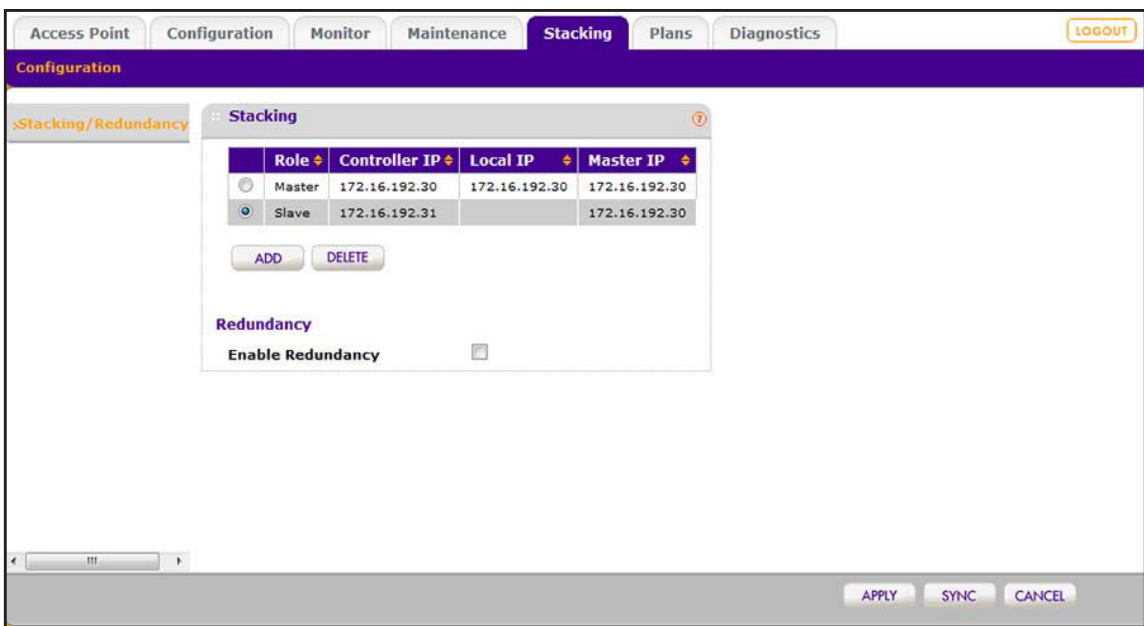 Access Point Configuration Monitor Maintenance Stacking Plans Diagnostics LOGOUT
Configuration
Stacking/Redundancy
Stacking ?
Role Controller IP Local IP Master IP
Master 172.16.192.30 172.16.192.30 172.16.192.30
Slave 172.16.192.31 172.16.192.30
ADD DELETE
Redundancy
Enable Redundancy
APPLY SYNC CANCEL